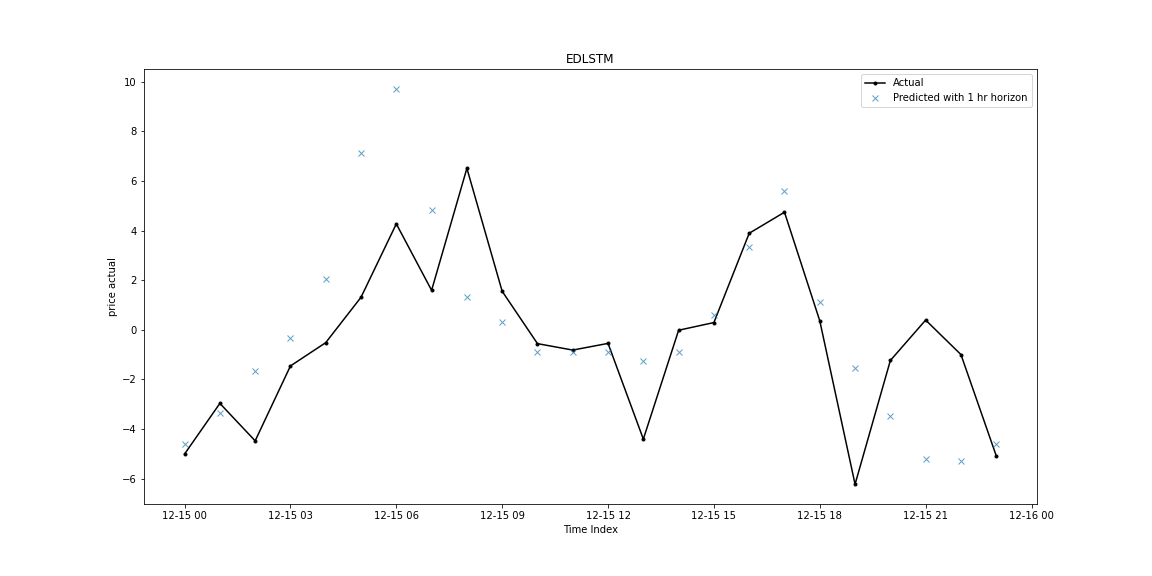 EDLSTM
Actual
Predicted with 1 hr horizon
10
8
6
4
2
0
−2
−4
−6
price actual
12-15 00 12-15 03 12-15 06 12-15 09 12-15 12 12-15 15 12-15 18 12-15 21 12-16 00
Time Index